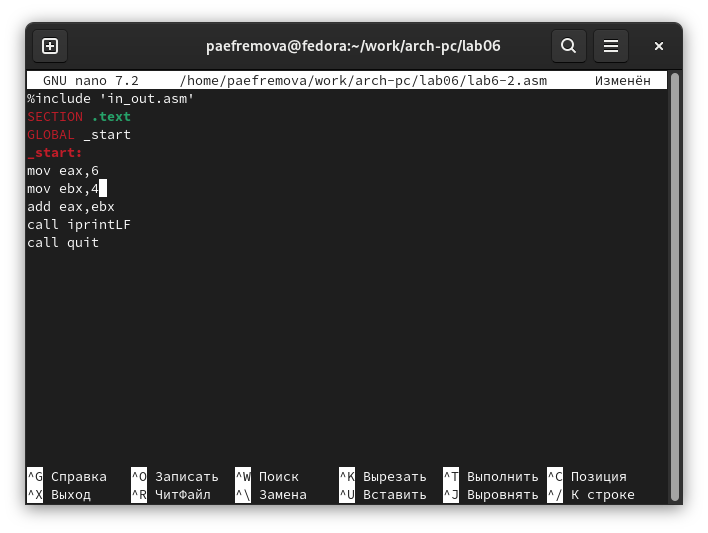 paefremova@fedora:~/work/arch-pc/lab06
GNU nano 7.2 /home/paefremova/work/arch-pc/lab06/lab6-2.asm Изменён
%include 'in_out.asm'
SECTION .text
GLOBAL _start
_start:
mov eax,6
mov ebx,4
add eax,ebx
call iprintLF
call quit
^G Справка ^O Записать ^W Поиск ^K Вырезать ^T Выполнить ^C Позиция
^X Выход ^R ЧитФайл ^\ Замена ^U Вставить ^J Выровнять ^/ К строке